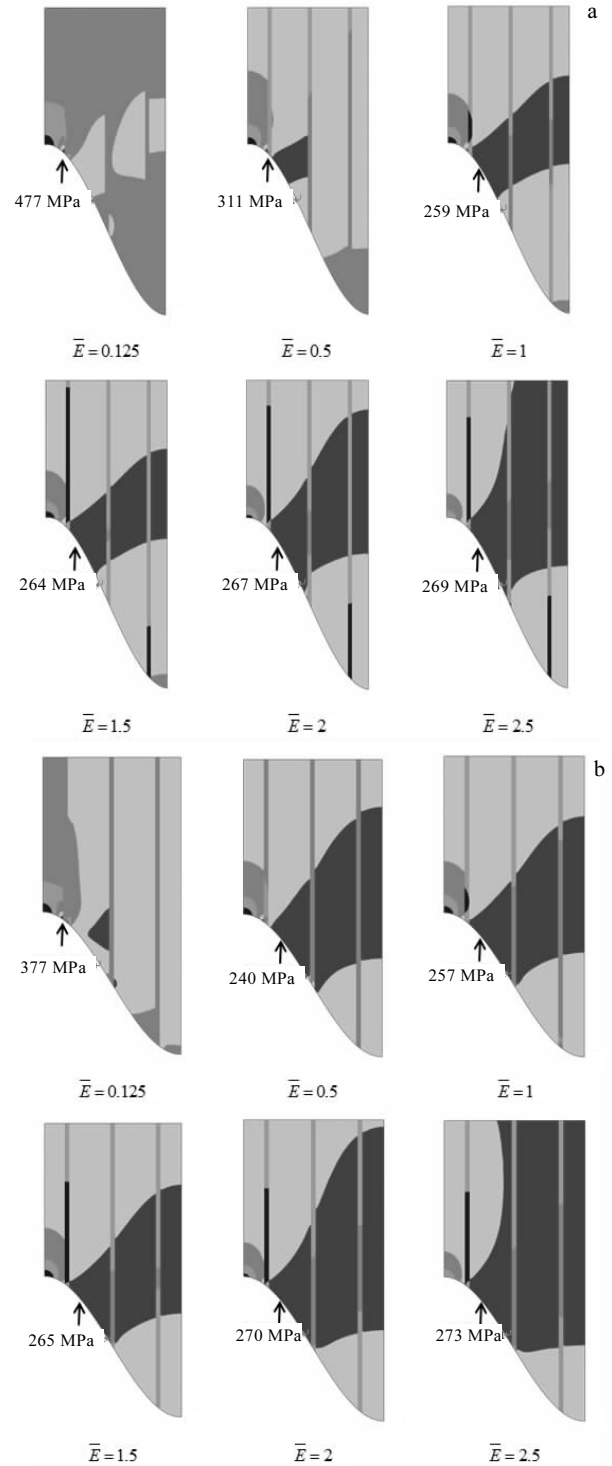 a
477 MPa
311 MPa
259 MPa
E̅ = 0.125
E̅ = 0.5
E̅ = 1
264 MPa
267 MPa
269 MPa
E̅ = 1.5
E̅ = 2
E̅ = 2.5
b
377 MPa
240 MPa
257 MPa
E̅ = 0.125
E̅ = 0.5
E̅ = 1
265 MPa
270 MPa
273 MPa
E̅ = 1.5
E̅ = 2
E̅ = 2.5